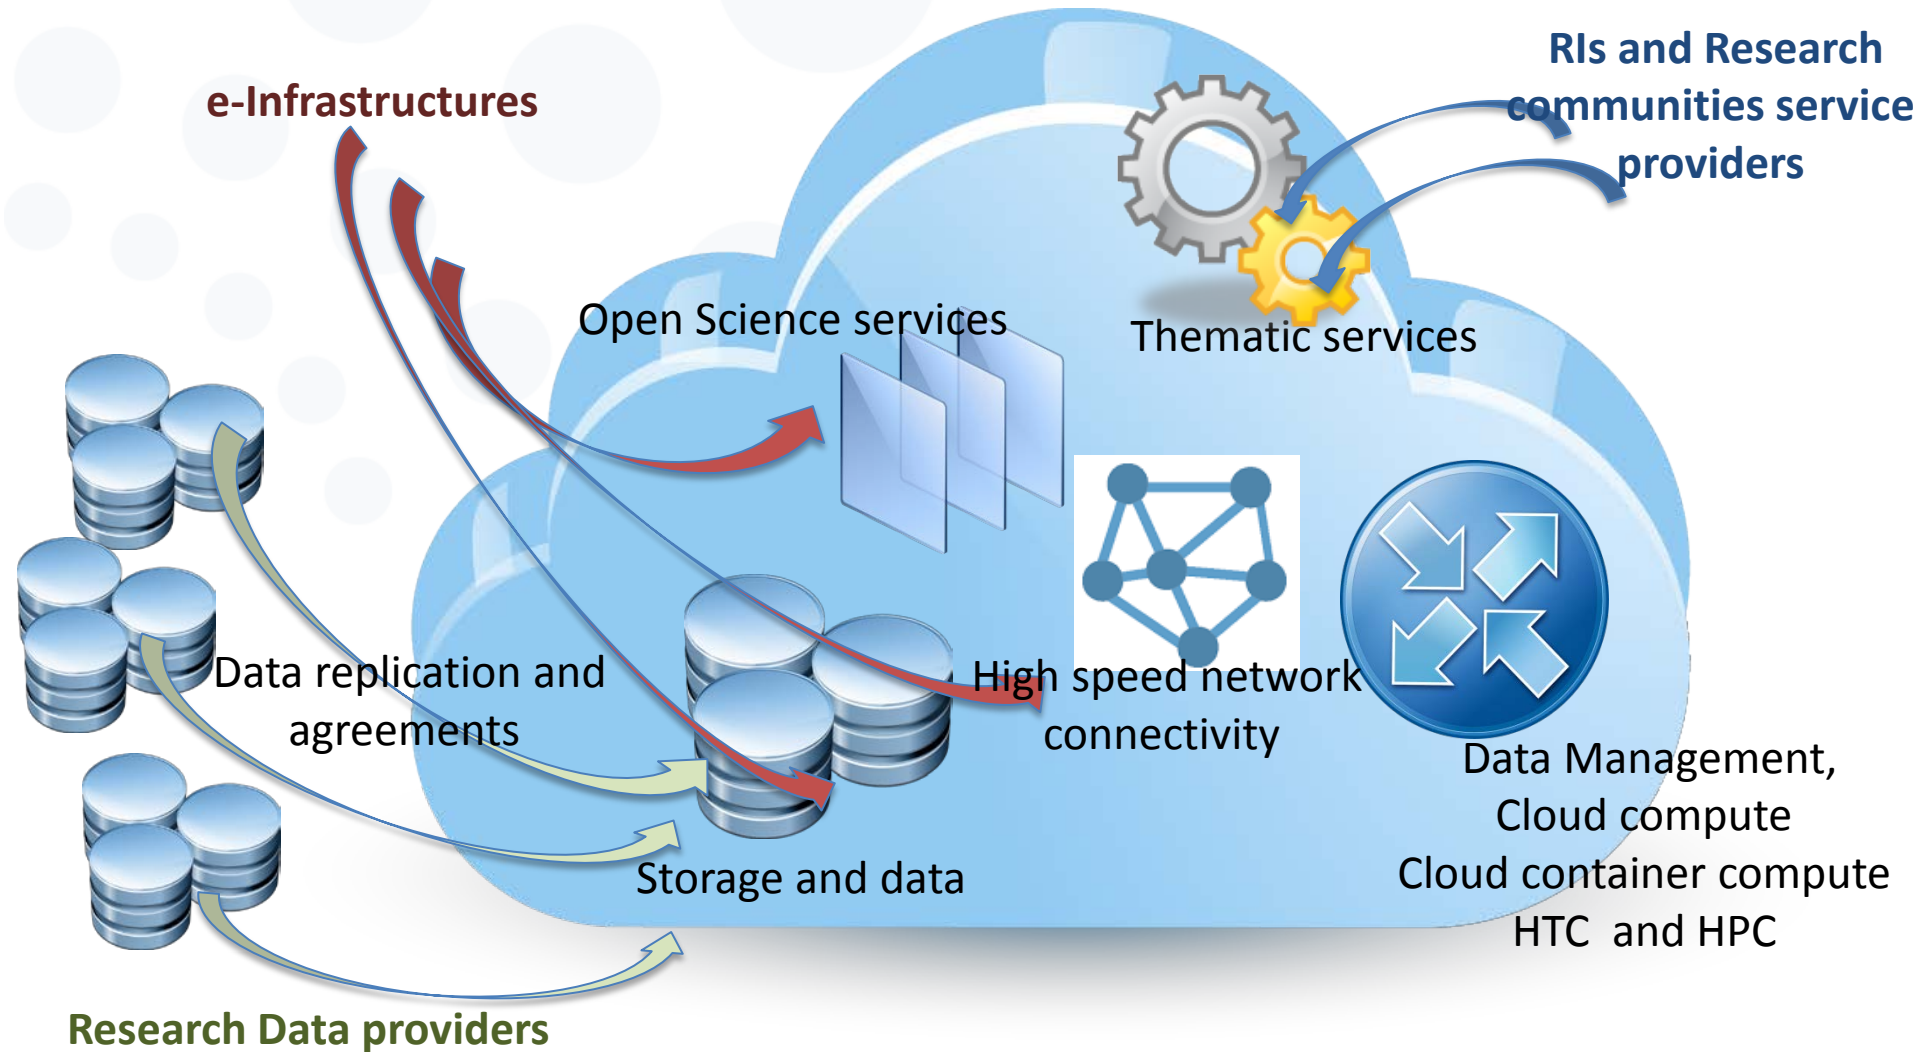 RIs and Research
communities service
providers
e-Infrastructures
Open Science services
Thematic services
Data replication and
agreements
High speed network
connectivity
Data Management,
Cloud compute
Cloud container compute
HTC and HPC
Storage and data
Research Data providers